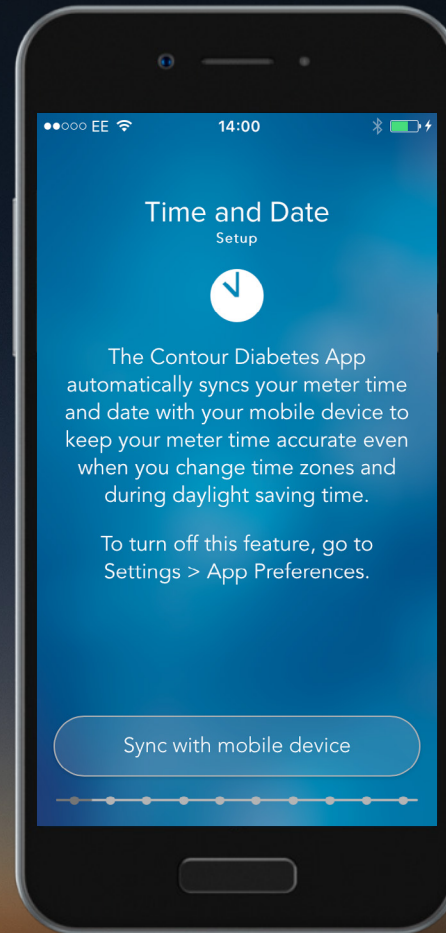 EE 14:00
Time and Date
Setup
The Contour Diabetes App
automatically syncs your meter time
and date with your mobile device to
keep your meter time accurate even
when you change time zones and
during daylight saving time.
To turn off this feature, go to
Settings > App Preferences.
Sync with mobile device